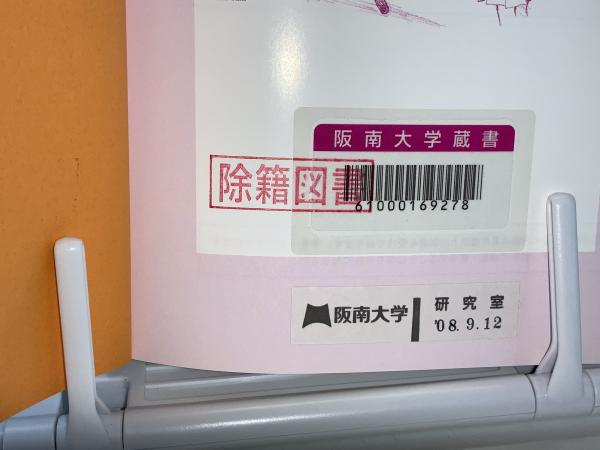 阪南大学蔵書
除籍図書
61000169278
阪南大学
研究室
'08.9.12